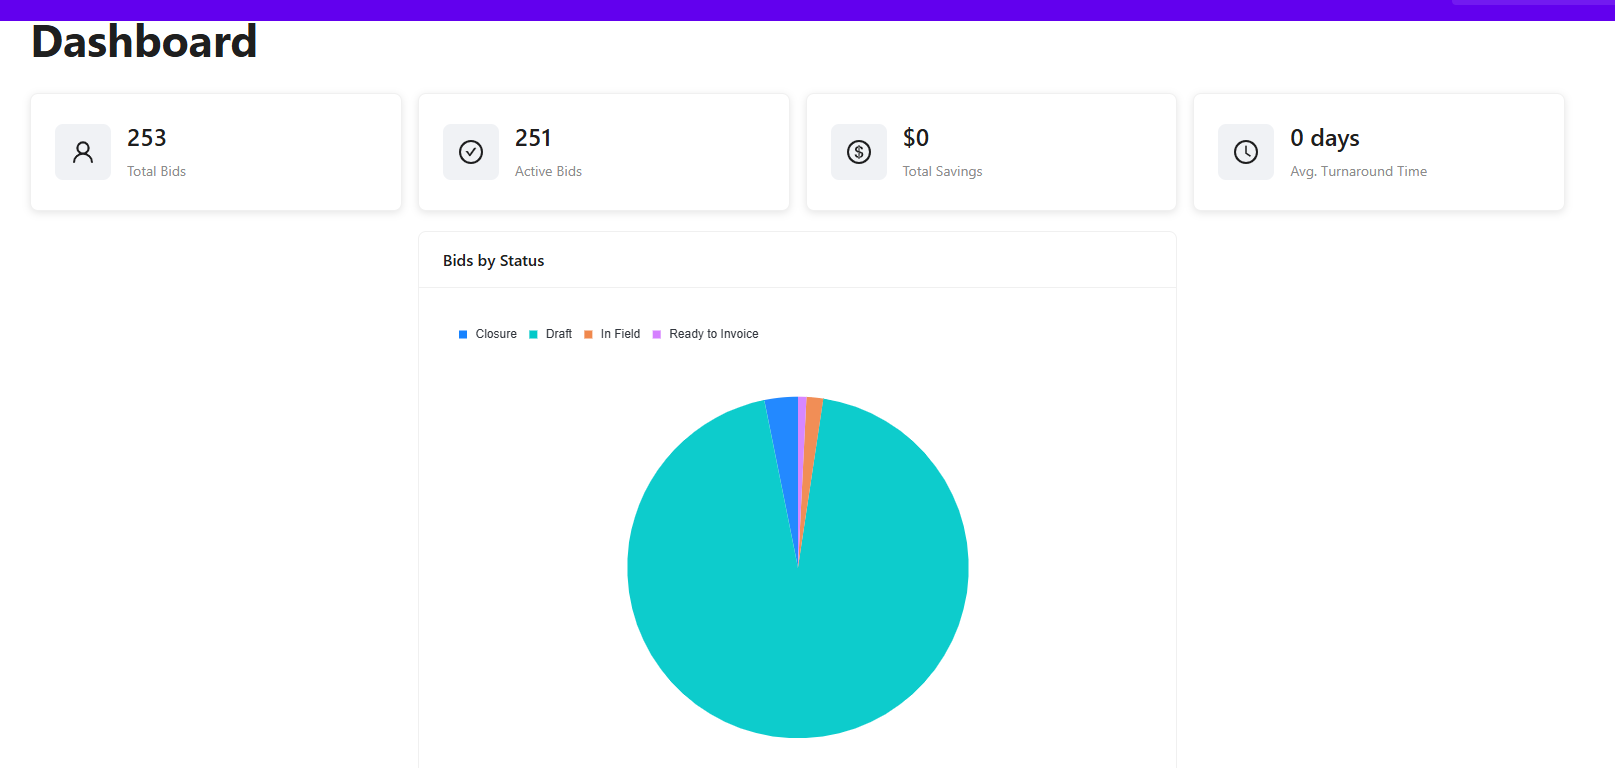 Dashboard
253
Total Bids
251
Active Bids
$0
Total Savings
0 days
Avg. Turnaround Time
Bids by Status
Closure Draft In Field Ready to Invoice